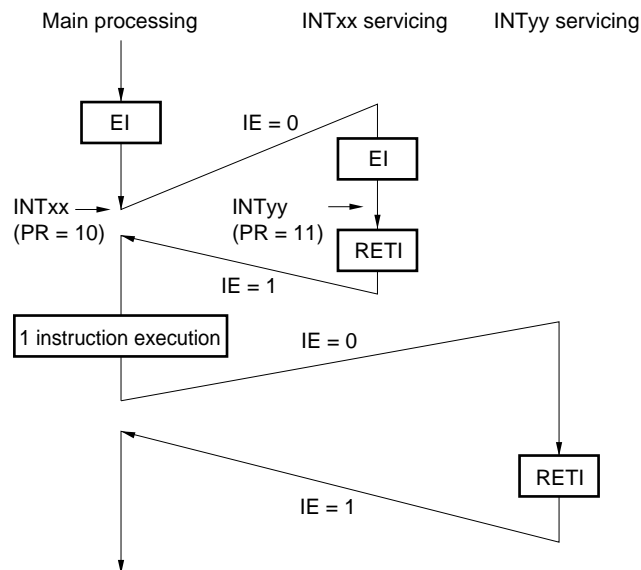 Main processing
INTxx servicing
INTyy servicing
EI
IE = 0
EI
INTxx
(PR = 10)
INTyy
(PR = 11)
RETI
IE = 1
1 instruction execution
IE = 0
RETI
IE = 1